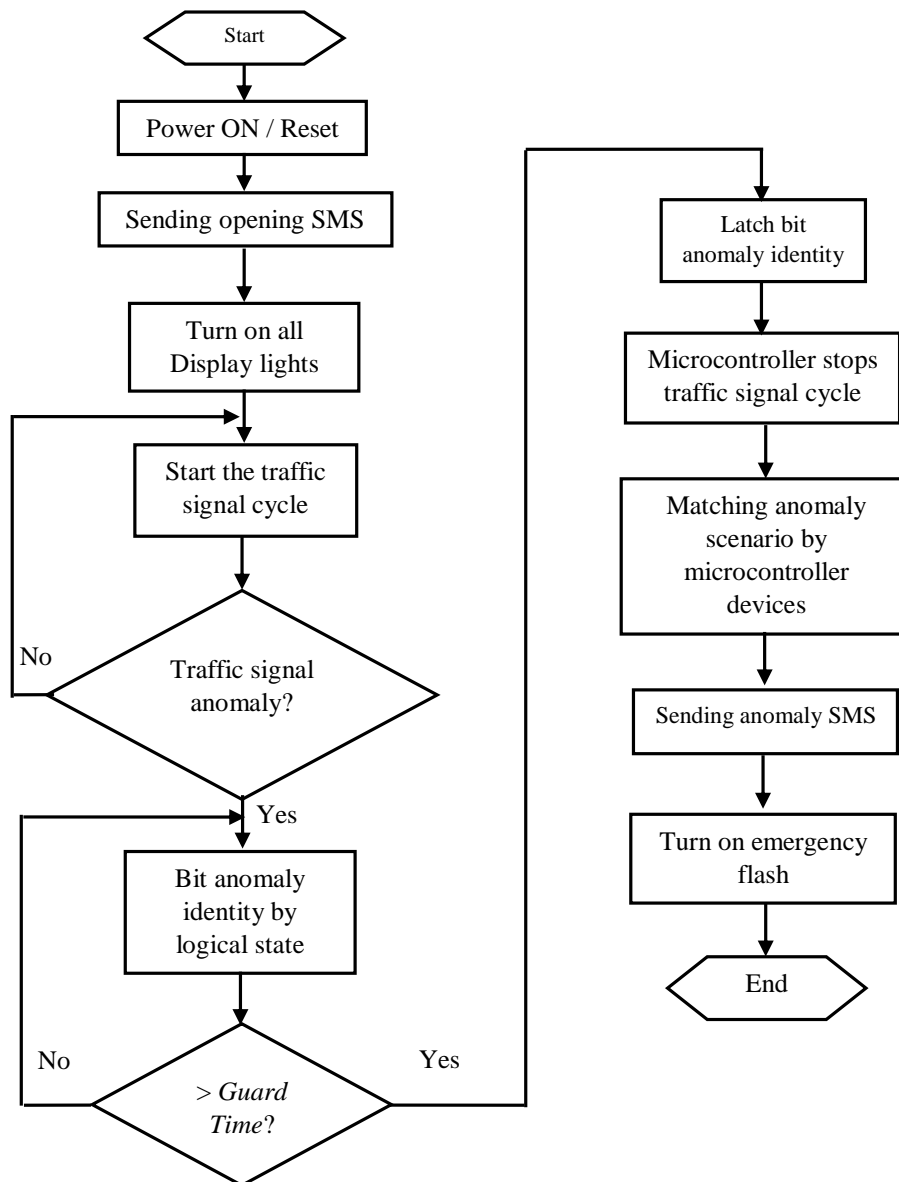 Start
Power ON / Reset
Sending opening SMS
Turn on all
Display lights
Start the traffic
signal cycle
No
Traffic signal
anomaly?
Yes
Bit anomaly
identity by
logical state
No
Yes
> Guard
Time?
Latch bit
anomaly identity
Microcontroller stops
traffic signal cycle
Matching anomaly
scenario by
microcontroller
devices
Sending anomaly SMS
Turn on emergency
flash
End